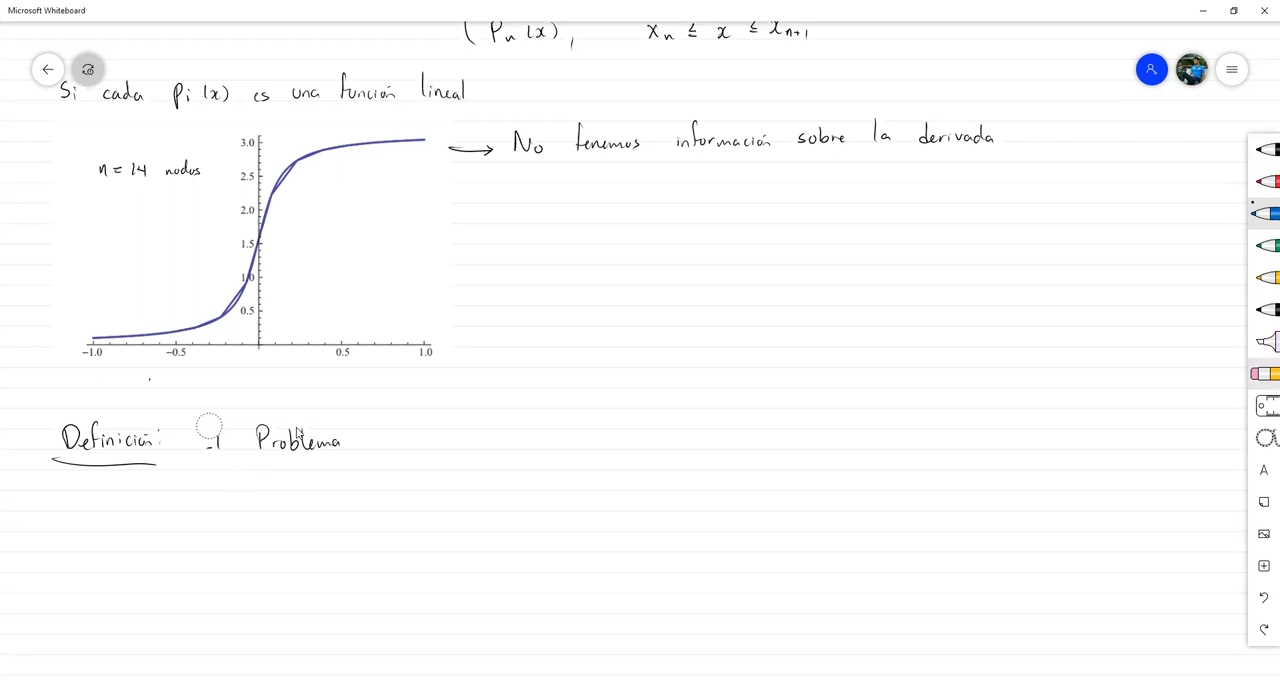 Microsoft Whiteboard
( Pn (x), xn ≤ x ≤ xn+1
Si cada pi (x) es una función lineal
No tenemos información sobre la derivada
n = 14 nodos
3.0
2.5
2.0
1.5
1.0
0.5
-1.0 -0.5 0.5 1.0
Definición: Problema
A